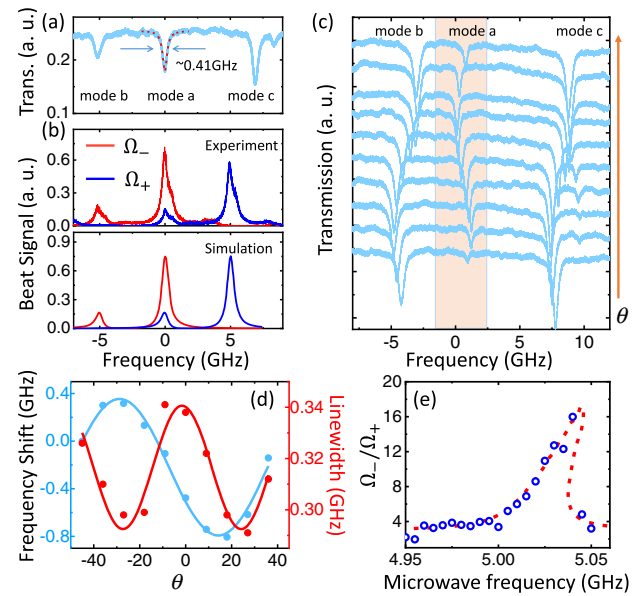 (a)
Trans. (a. u.)
0.2
0.1
~0.41GHz
mode b
mode a
mode c
(b)
Beat Signal (a. u.)
0.6
0.3
0.0
Ω₋
Ω₊
Experiment
0.9
0.6
0.3
0.0
Simulation
-5
0
5
Frequency (GHz)
(c)
Transmission (a. u.)
mode b
mode a
mode c
θ
-5
0
5
10
Frequency (GHz)
(d)
Frequency Shift (GHz)
0.4
0.0
-0.4
-0.8
Linewidth (GHz)
0.34
0.32
0.30
-40
-20
0
20
40
θ
(e)
Ω₋/Ω₊
20
16
12
8
4
0
4.95
5.00
5.05
Microwave frequency (GHz)